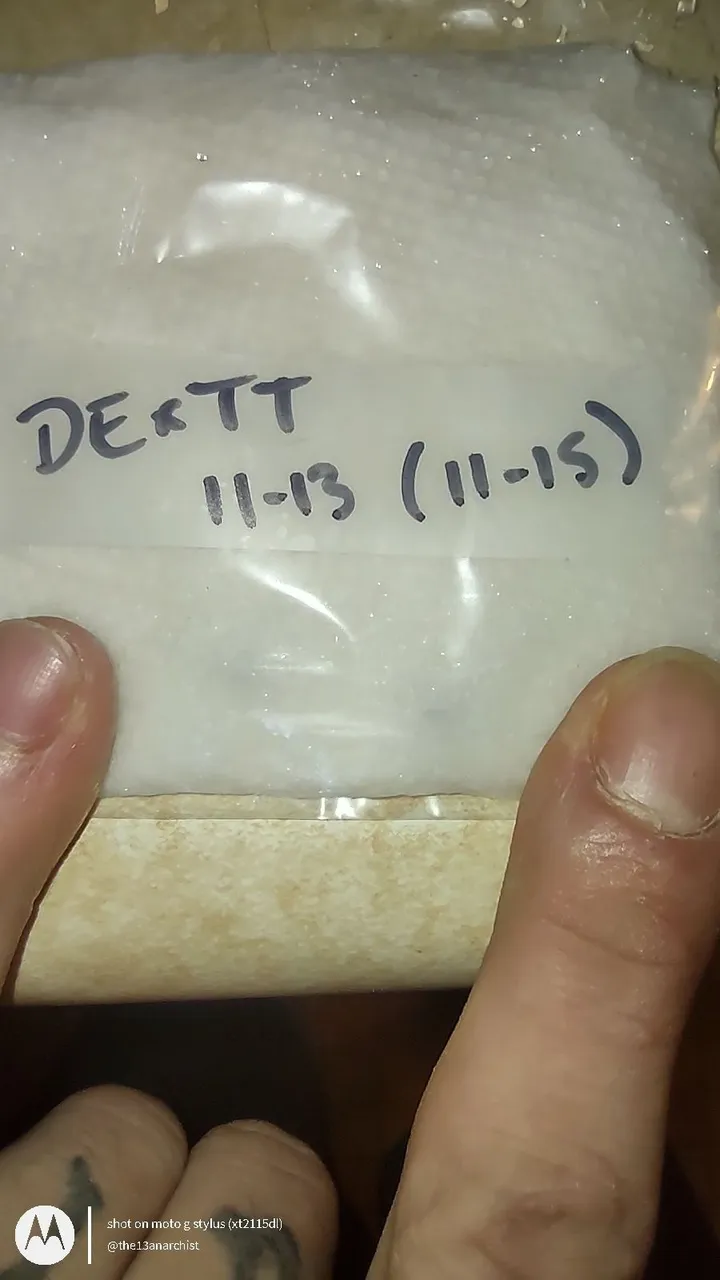 DExTT
11-13 (11-15)
shot on moto g stylus (xt2115dl)
@the13anarchist